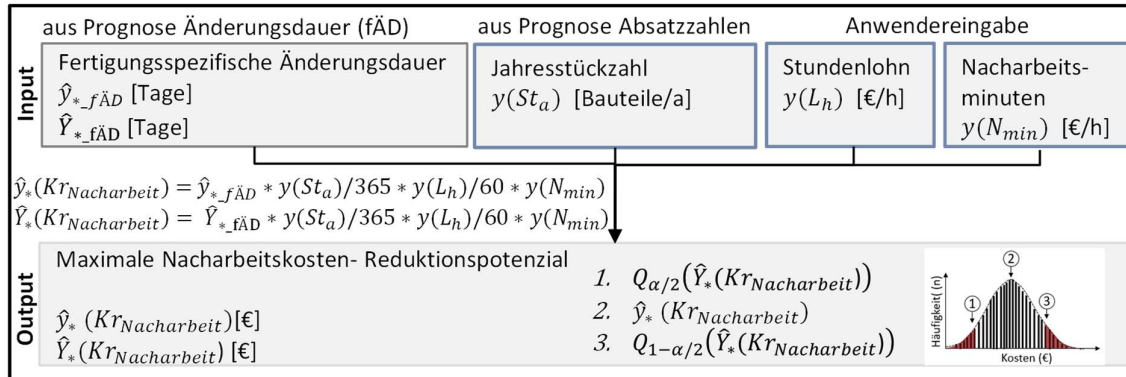 aus Prognose Änderungsdauer (fÄD)
aus Prognose Absatzzahlen
Anwendereingabe
Input
Fertigungsspezifische Änderungsdauer
ŷ*_fÄD [Tage]
Ŷ*_fÄD [Tage]
Jahresstückzahl
y(St_a) [Bauteile/a]
Stundenlohn
y(L_h) [€/h]
Nacharbeits-
minuten
y(N_min) [€/h]
ŷ*(Kr_Nacharbeit) = ŷ*_fÄD * y(St_a)/365 * y(L_h)/60 * y(N_min)
Ŷ*(Kr_Nacharbeit) = Ŷ*_fÄD * y(St_a)/365 * y(L_h)/60 * y(N_min)
Output
Maximale Nacharbeitskosten- Reduktionspotenzial
ŷ* (Kr_Nacharbeit)[€]
Ŷ*(Kr_Nacharbeit) [€]
1. Q_α/2(Ŷ*(Kr_Nacharbeit))
2. ŷ* (Kr_Nacharbeit)
3. Q_1−α/2(Ŷ*(Kr_Nacharbeit))
Häufigkeit( (n)
1
2
3
Kosten (€)